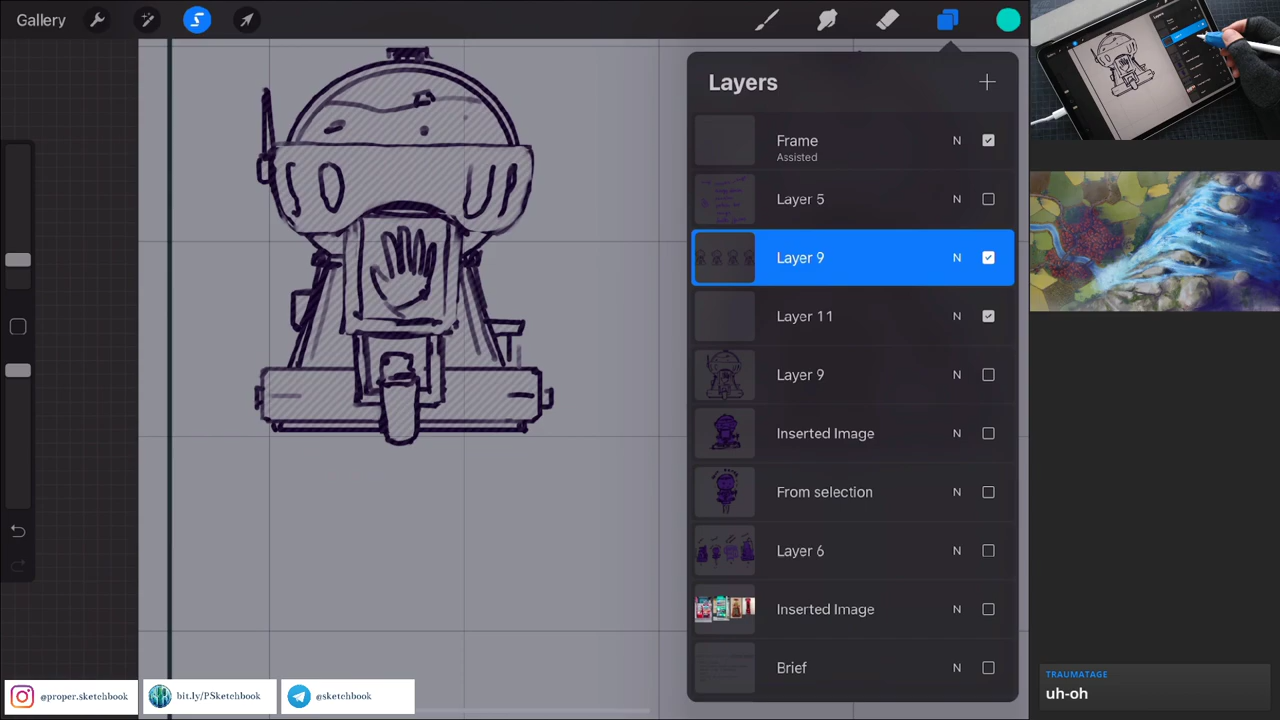 Gallery
Layers
Frame
Assisted
N
Layer 5
N
Layer 9
N
Layer 11
N
Layer 9
N
Inserted Image
N
From selection
N
Layer 6
N
Inserted Image
N
Brief
N
@proper.sketchbook
bit.ly/PSketchbook
@sketchbook
TRAUMATAGE
uh-oh